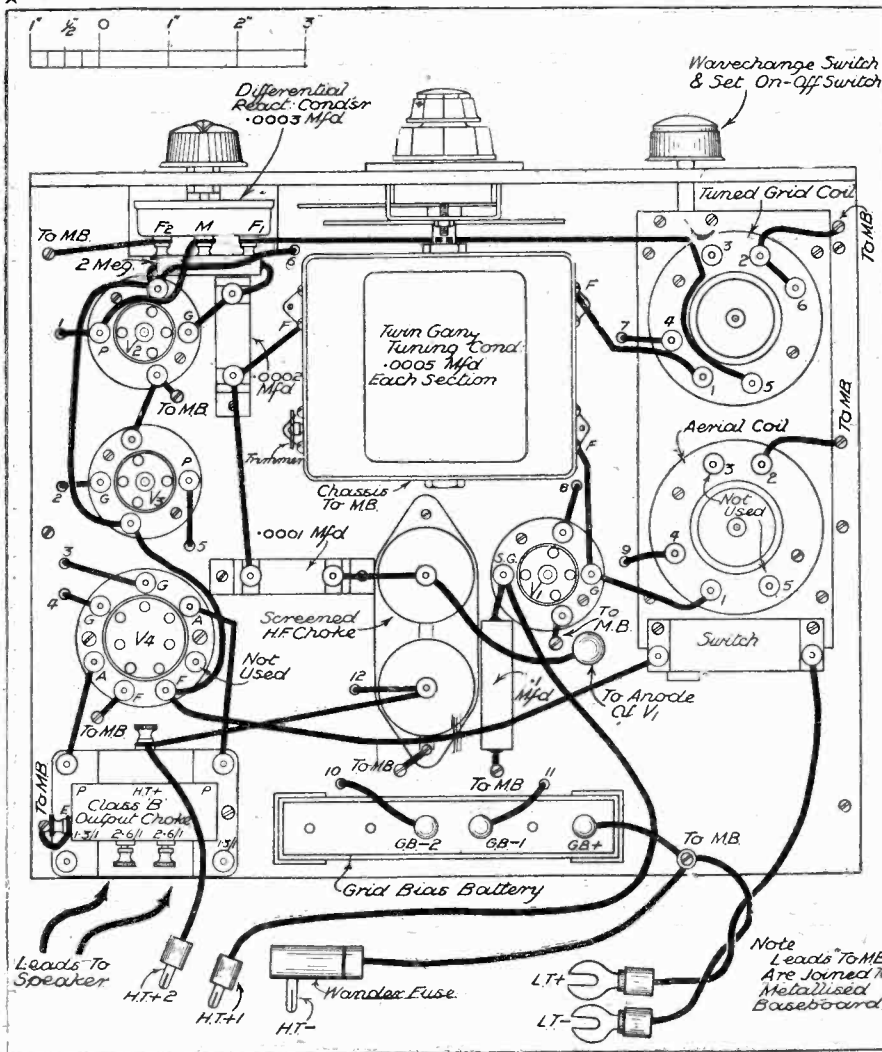 1" ½" 0 1" 2" 3"
Wavechange Switch
& Set On-Off Switch
Differential
React. Condsr
.0003 Mfd
Tuned Grid Coil
To M.B.
F2 M F1
2 Meg.
6
3
2
6
To M.B.
1
P
V2
G
F
Twin Gang
Tuning Cond.
.0005 Mfd
Each Section
F
7
4
1
5
.0002
Mfd
To M.B.
Trimmer
F
Aerial Coil
To M.B.
3
2
Not
Used
2
G
V3
P
5
Chassis
To M.B.
8
.0001 Mfd
S.G.
V1
G
9
4
1
5
3
4
G
G
A
V4
A
F
F
Not
Used
To M.B.
Screened
H.F. Choke
To
M.B.
Switch
12
.1
Mfd
To Anode
Of V1
To M.B.
To M.B.
10
11
To M.B.
E
P H.T+ P
Class 'B'
Output Choke
1·3/1 2·6/1 2·6/1 1·3/1
G.B-2
G.B-1
G.B+
To M.B.
Grid Bias Battery
Leads To
Speaker
H.T+2
H.T+1
H.T-
Wander Fuse
L.T+
L.T-
Note
Leads "To MB
Are Joined To
Metallised
Baseboard